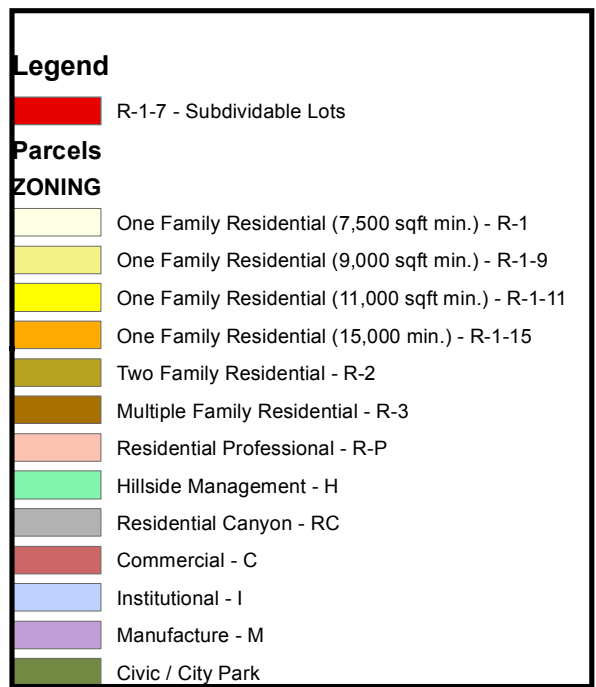 Legend
R-1-7 - Subdividable Lots
Parcels
ZONING
One Family Residential (7,500 sqft min.) - R-1
One Family Residential (9,000 sqft min.) - R-1-9
One Family Residential (11,000 sqft min.) - R-1-11
One Family Residential (15,000 min.) - R-1-15
Two Family Residential - R-2
Multiple Family Residential - R-3
Residential Professional - R-P
Hillside Management - H
Residential Canyon - RC
Commercial - C
Institutional - I
Manufacture - M
Civic / City Park